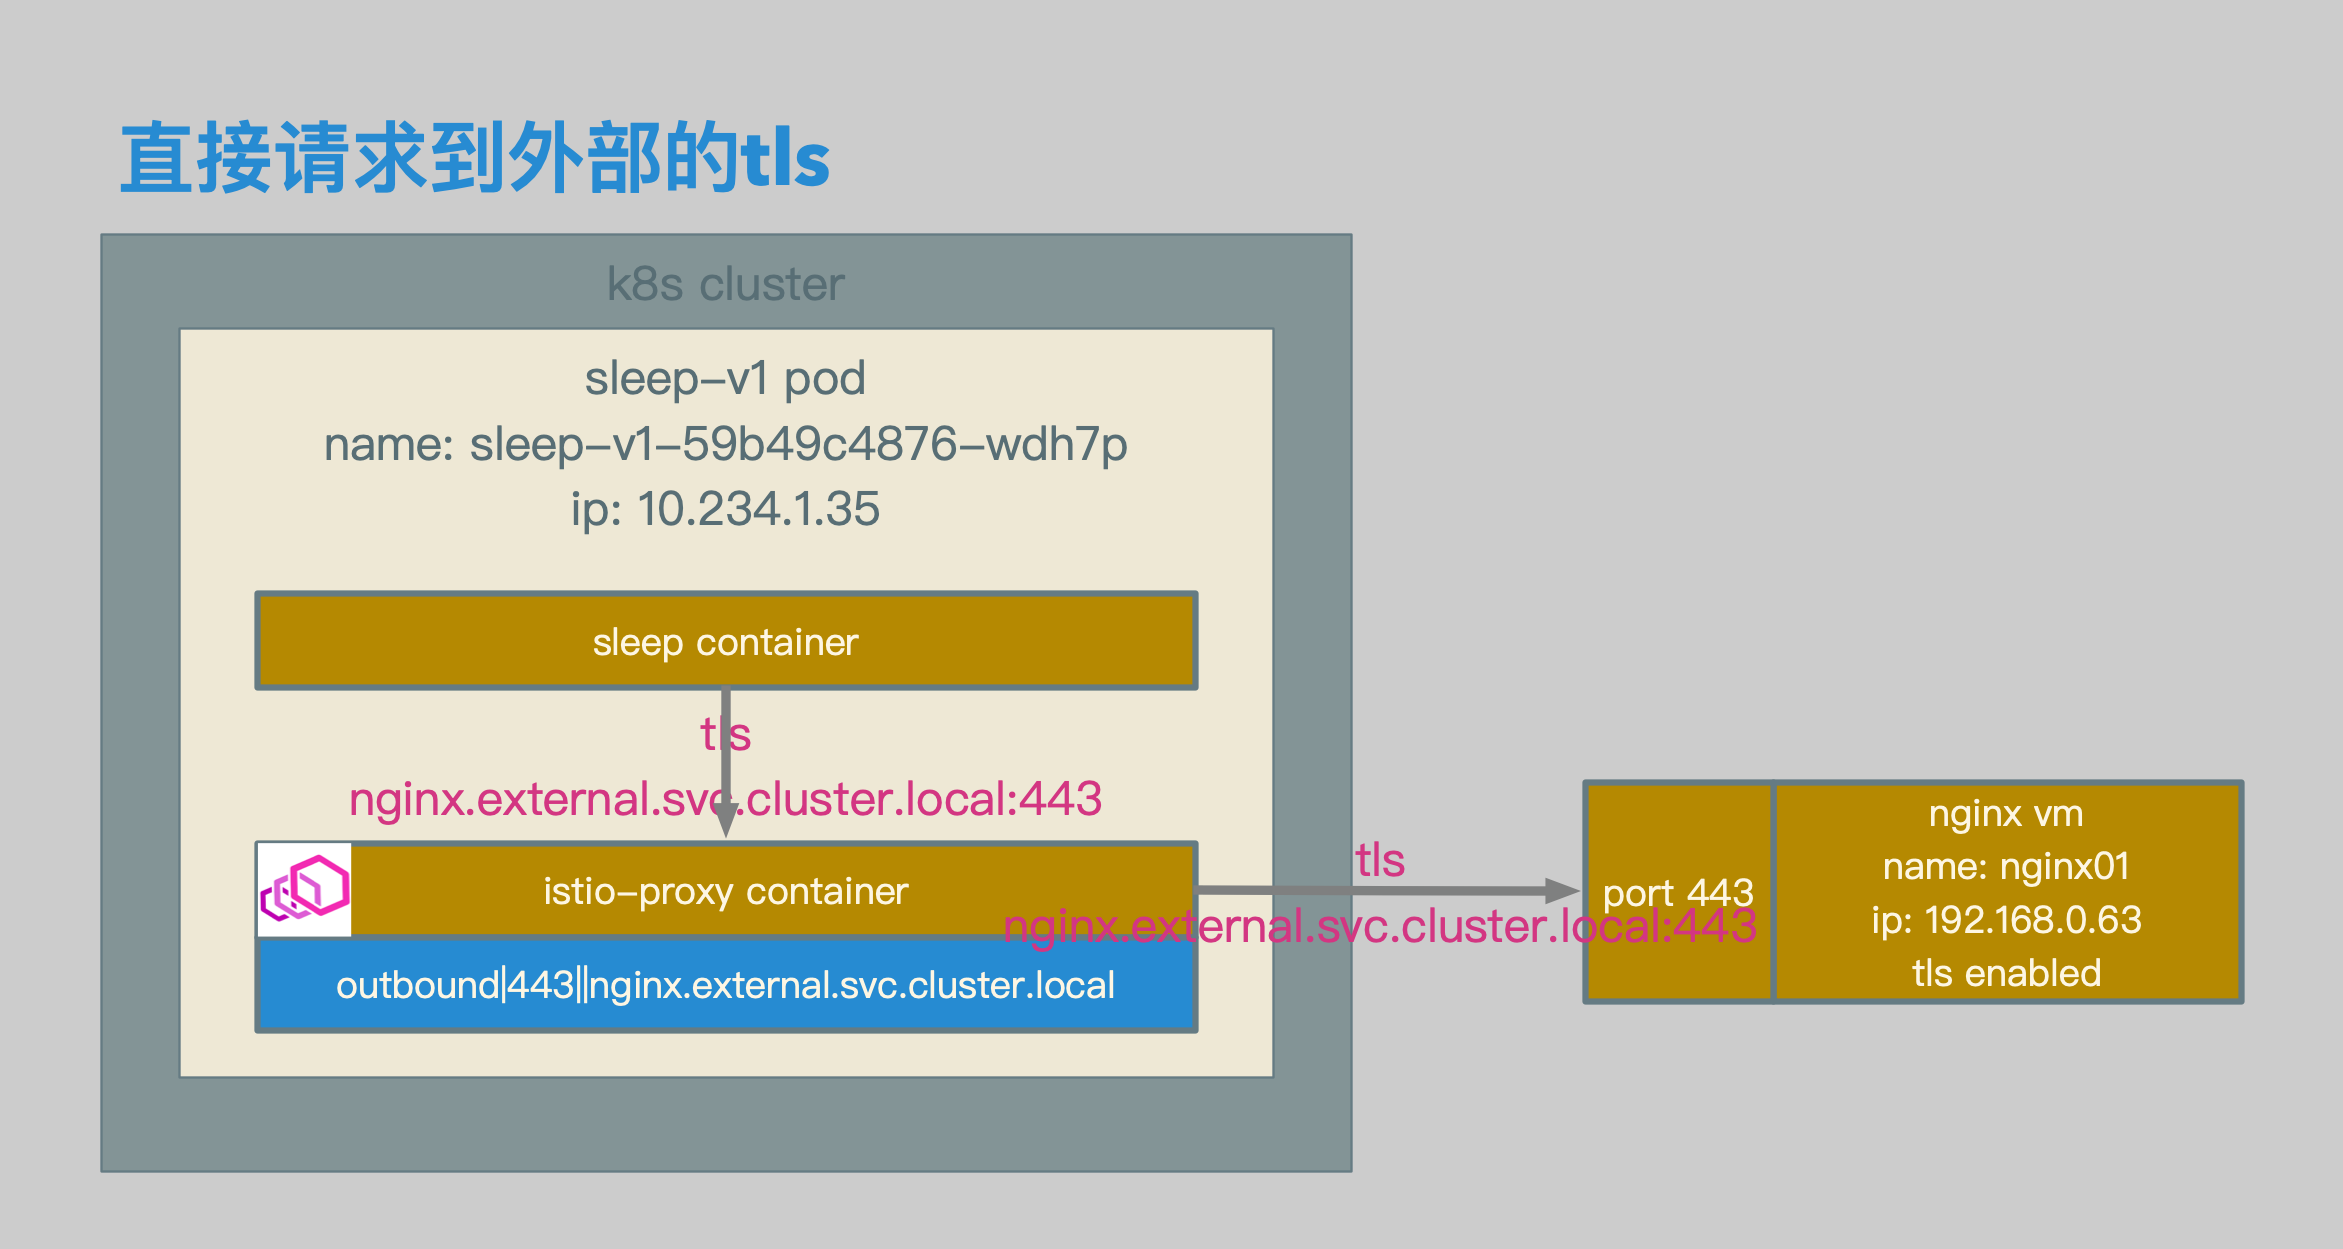 直接请求到外部的tls
k8s cluster
sleep-v1 pod
name: sleep-v1-59b49c4876-wdh7p
ip: 10.234.1.35
sleep container
tls
nginx.external.svc.cluster.local:443
istio-proxy container
outbound|443||nginx.external.svc.cluster.local
tls
nginx.external.svc.cluster.local:443
port 443
nginx vm
name: nginx01
ip: 192.168.0.63
tls enabled